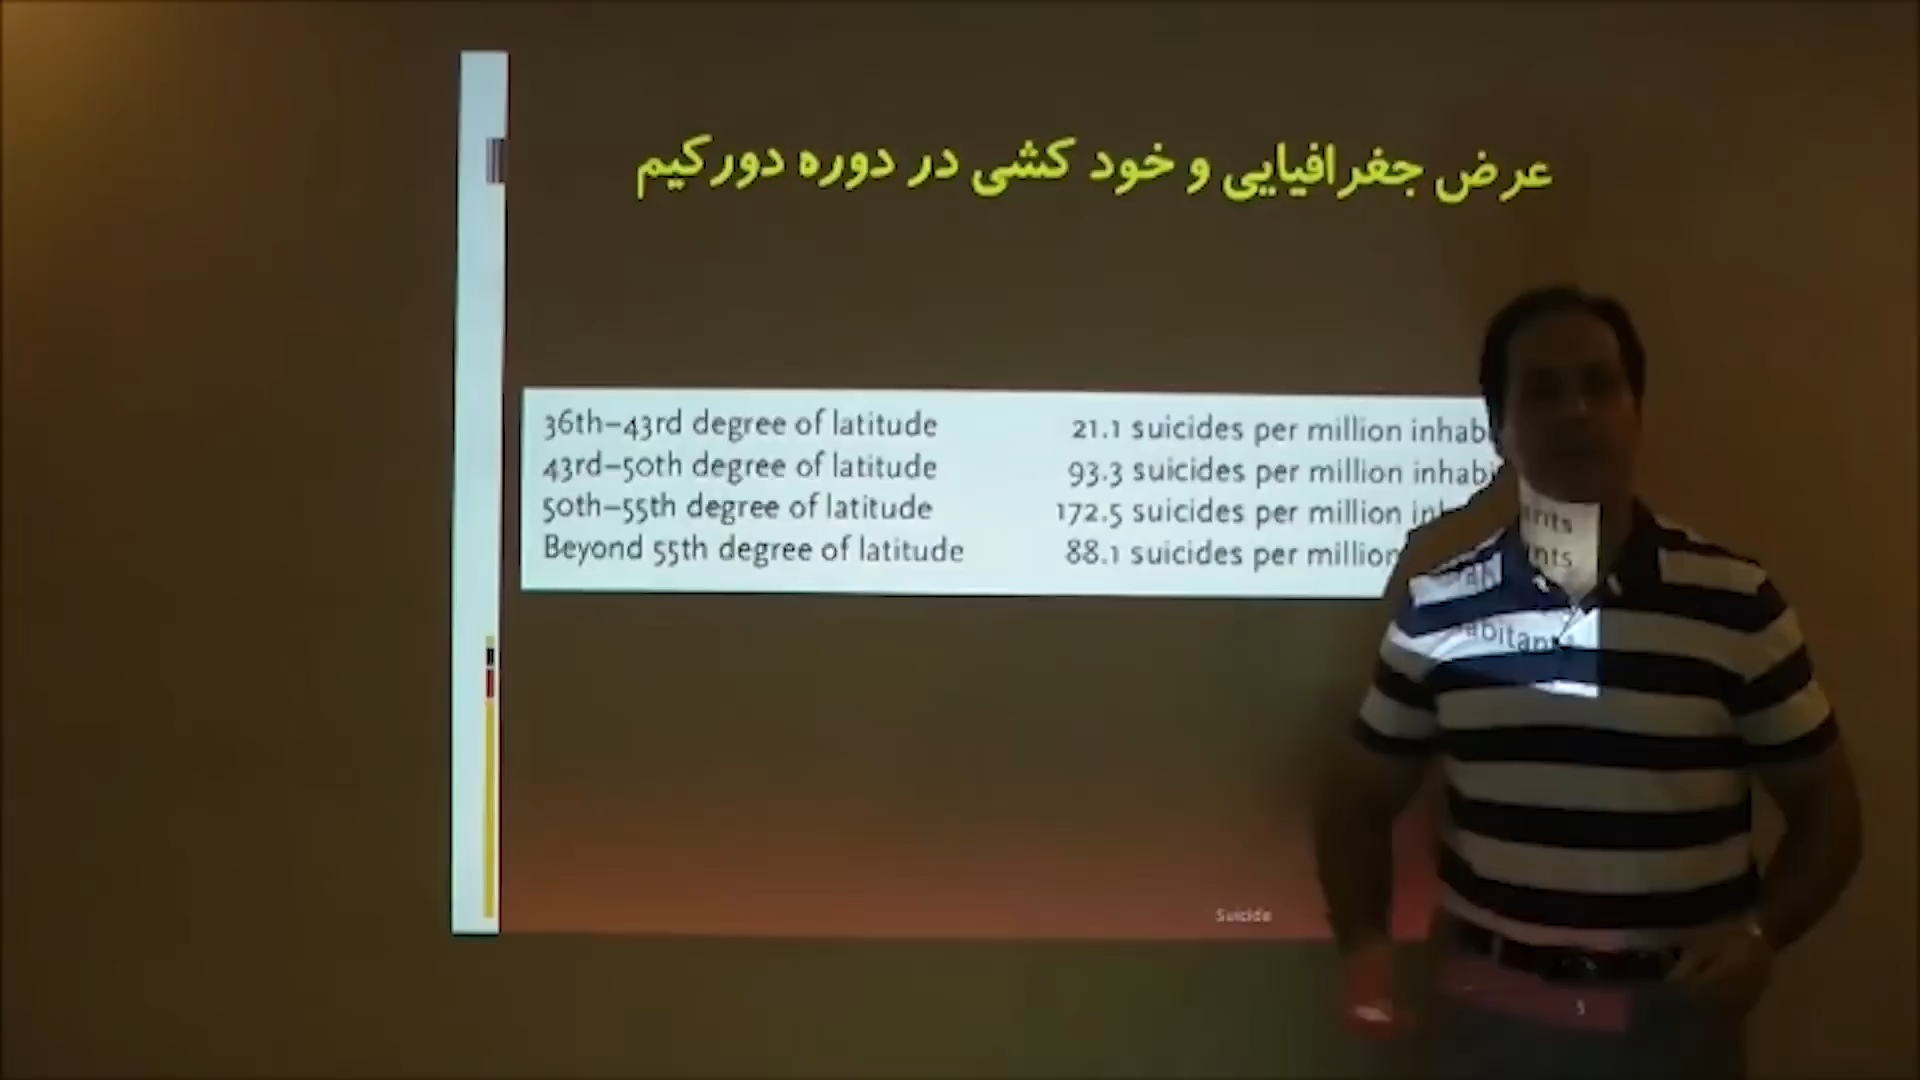 عرض جغرافیایی و خود کشی در دوره دورکیم
36th–43rd degree of latitude 21.1 suicides per million
43rd–50th degree of latitude 93.3 suicides per million
50th–55th degree of latitude 172.5 suicides per million
Beyond 55th degree of latitude 88.1 suicides per million
Suicide